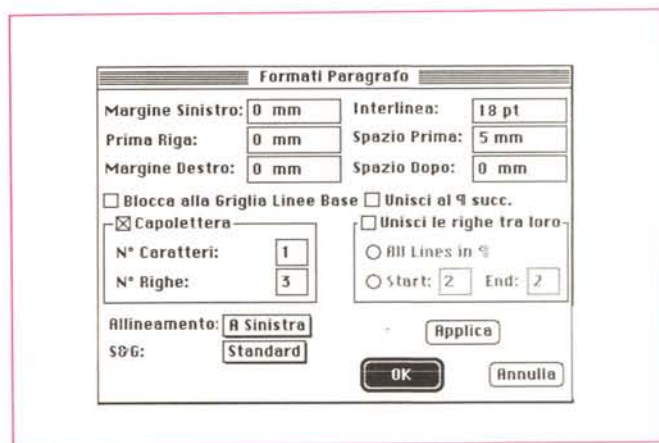 Formati Paragrafo
Margine Sinistro: 0 mm Interlinea: 18 pt
Prima Riga: 0 mm Spazio Prima: 5 mm
Margine Destro: 0 mm Spazio Dopo: 0 mm
Blocca alla Griglia Linee Base Unisci al ¶ succ.
Capolettera Unisci le righe tra loro
N° Caratteri: 1 All Lines in ¶
N° Righe: 3 Start: 2 End: 2
Allineamento: A Sinistra Applica
S&G: Standard
OK Annulla